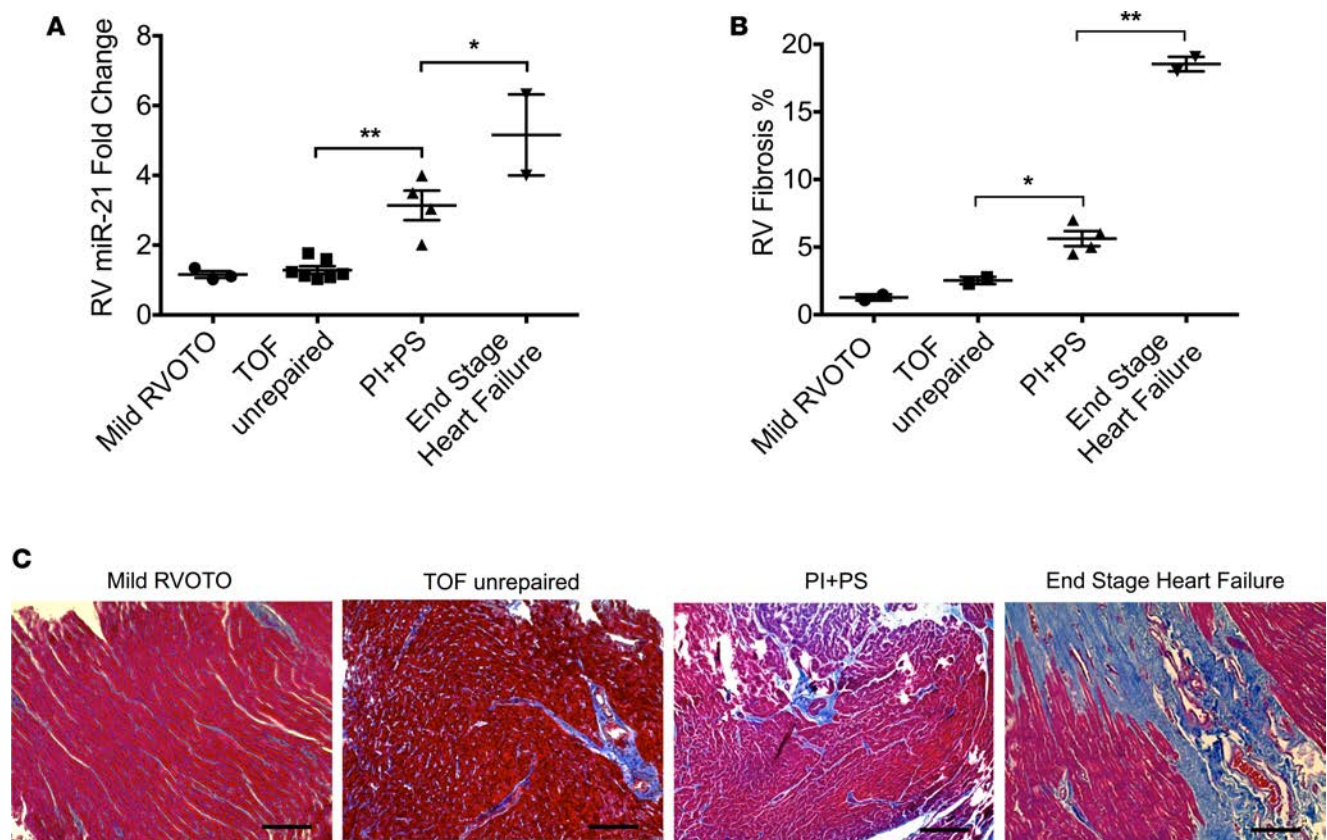 A
RV miR-21 Fold Change
8
6
4
2
0
*
**
Mild RVOTO
TOF
unrepaired
PI+PS
End Stage
Heart Failure
B
RV Fibrosis %
20
15
10
5
0
**
*
Mild RVOTO
TOF
unrepaired
PI+PS
End Stage
Heart Failure
C
Mild RVOTO
TOF unrepaired
PI+PS
End Stage Heart Failure